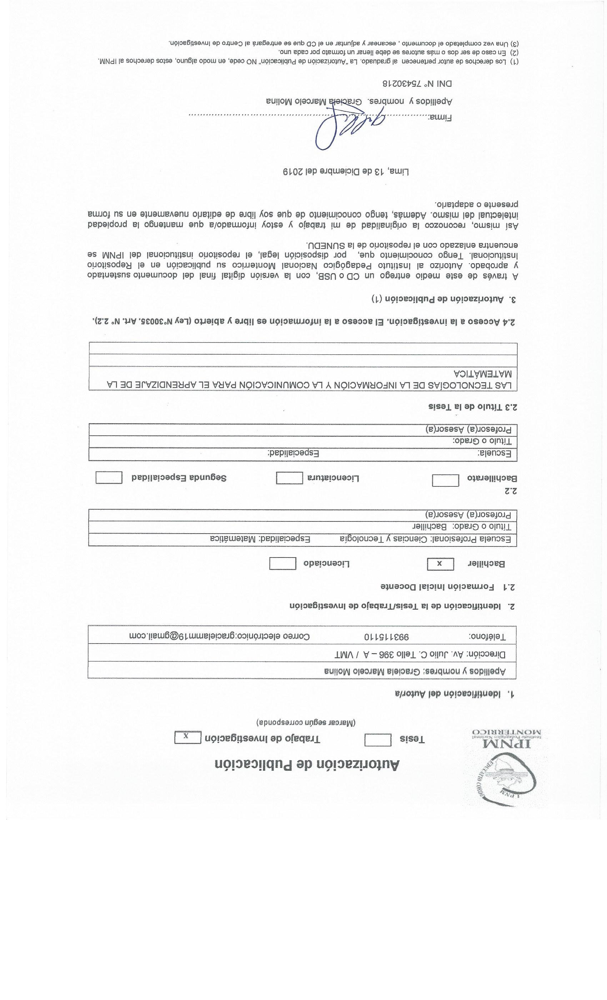 I PNM
EDUCATIO CORDIS
IPNM
Instituto Pedagógico Nacional
MONTERRICO
Autorización de Publicación
Tesis Trabajo de Investigación x
(Marcar según corresponda)
1. Identificación del Autor/a
Apellidos y nombres: Graciela Marcelo Molina
Dirección: Av. Julio C. Tello 396 – A / VMT
Teléfono: 993115110 Correo electrónico:gracielamm19@gmail.com
2. Identificación de la Tesis/Trabajo de Investigación
2.1 Formación Inicial Docente
Bachiller x Licenciado
Escuela Profesional: Ciencias y Tecnología Especialidad: Matemática
Título o Grado: Bachiller
Profesor(a) Asesor(a)
2.2
Bachillerato Licenciatura Segunda Especialidad
Escuela: Especialidad:
Título o Grado:
Profesor(a) Asesor(a)
2.3 Título de la Tesis
LAS TECNOLOGÍAS DE LA INFORMACIÓN Y LA COMUNICACIÓN PARA EL APRENDIZAJE DE LA
MATEMÁTICA
2.4 Acceso a la investigación. El acceso a la información es libre y abierto (Ley N°30035. Art. N° 2.2).
3. Autorización de Publicación (1)
A través de este medio entrego un CD o USB, con la versión digital final del documento sustentado
y aprobado. Autorizo al Instituto Pedagógico Nacional Monterrico su publicación en el Repositorio
Institucional. Tengo conocimiento que, por disposición legal, el repositorio institucional del IPNM se
encuentra enlazado con el repositorio de la SUNEDU.
Así mismo, reconozco la originalidad de mi trabajo y estoy informado/a que mantengo la propiedad
intelectual del mismo. Además, tengo conocimiento de que soy libre de editarlo nuevamente en su forma
presente o adaptarlo.
Lima, 13 de Diciembre del 2019
Firma:
Apellidos y nombres. Graciela Marcelo Molina
DNI N° 75430218
(1) Los derechos de autor pertenecen al graduado. La “Autorización de Publicación” NO cede, en modo alguno, estos derechos al IPNM.
(2) En caso de ser dos o más autores se debe llenar un formato por cada uno.
(3) Una vez completado el documento , escanear y adjuntar en el CD que se entregará al Centro de Investigación.